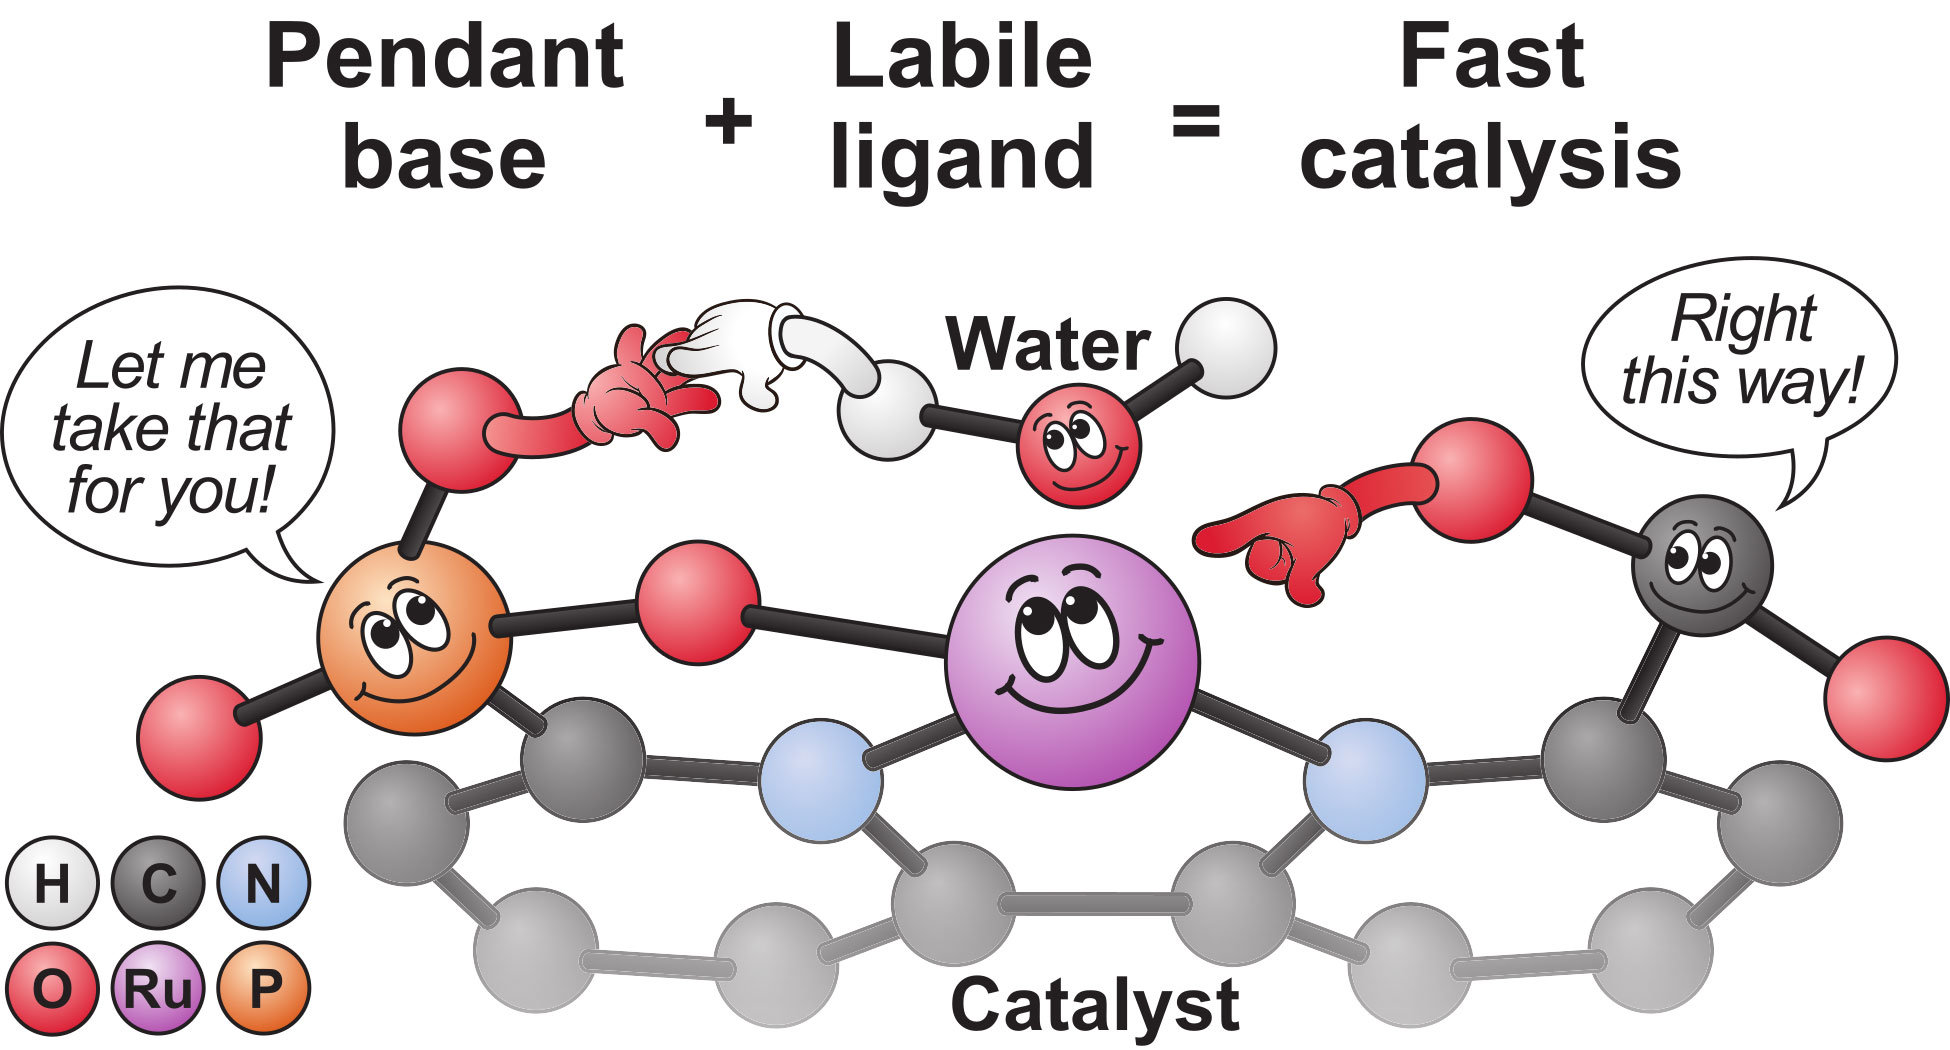 Pendant
base
+
Labile
ligand
=
Fast
catalysis
Let me
take that
for you!
Water
Right
this way!
H C N
O Ru P
Catalyst